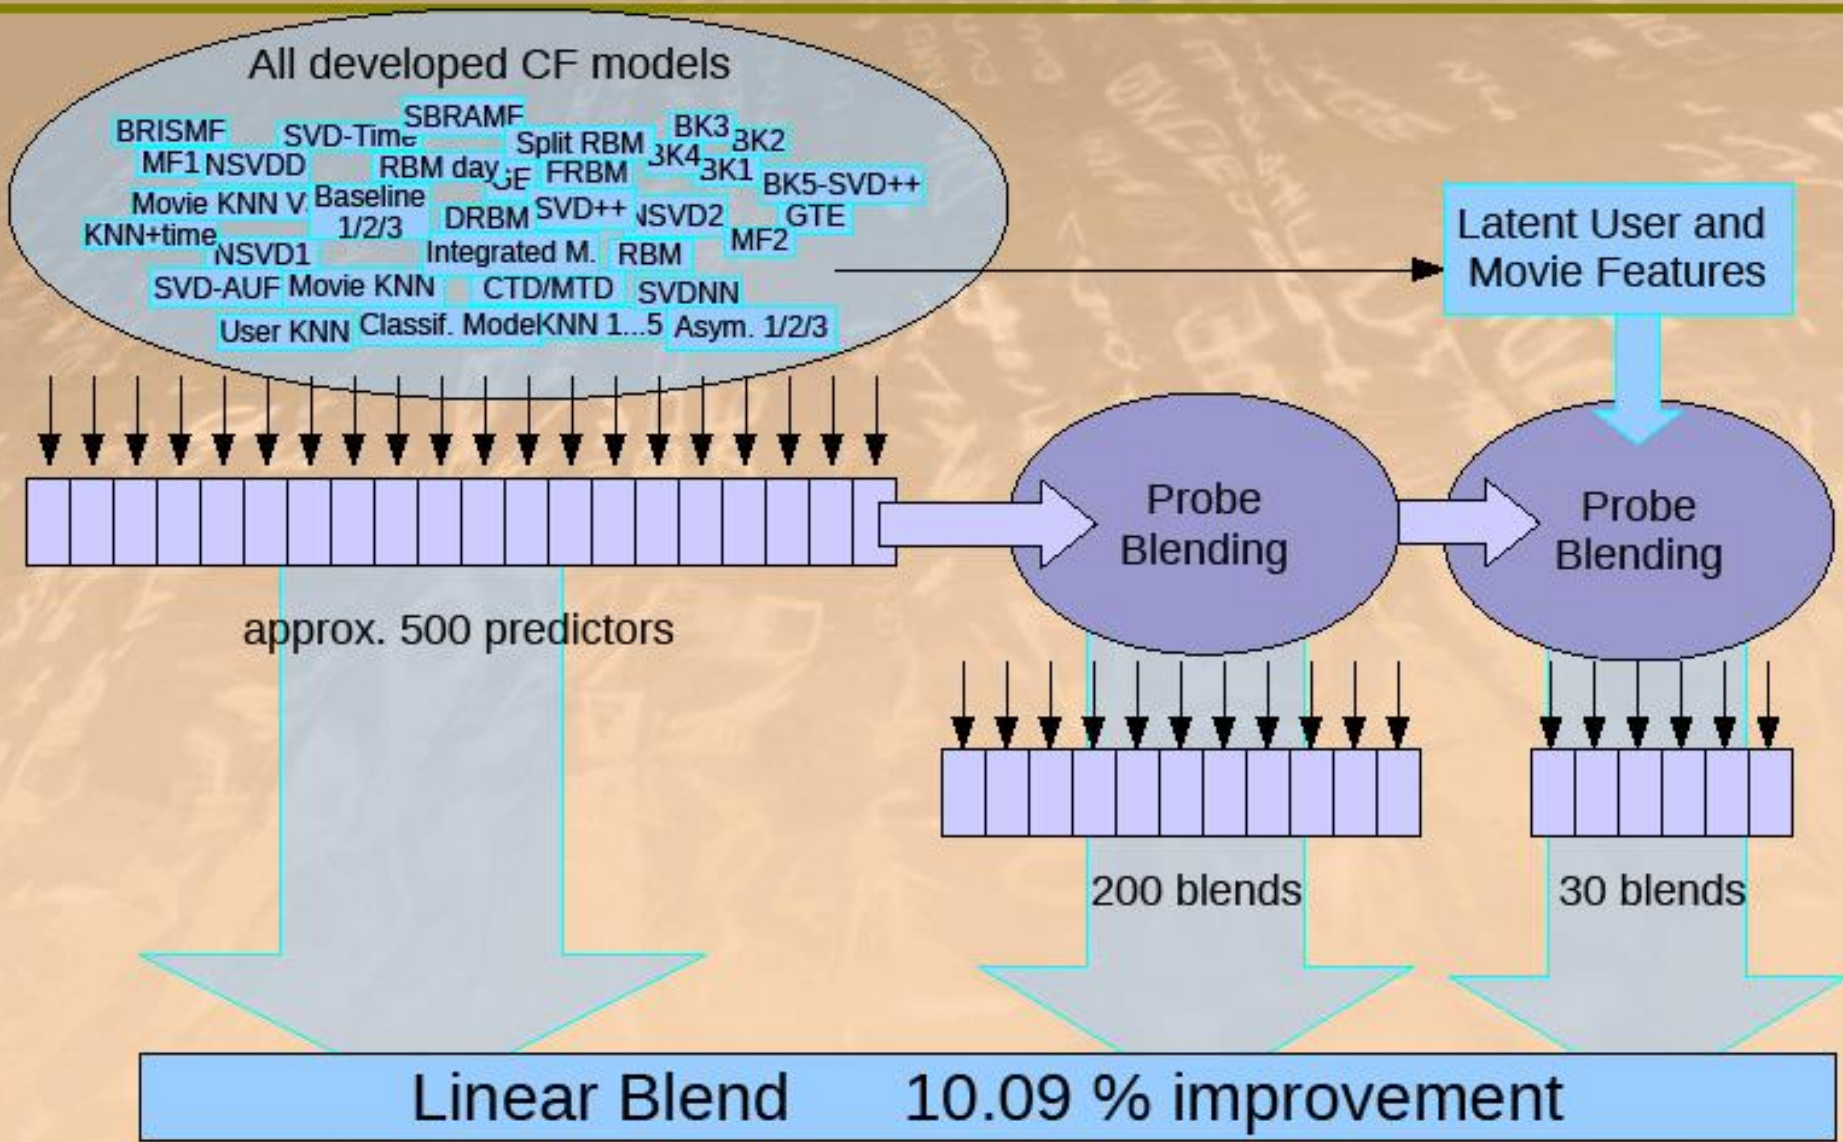 All developed CF models
SBRAMF
BRISMF
SVD-Time
Split RBM
BK3
BK2
MF1
NSVDD
RBM day
FRBM
BK4
BK1
BK5-SVD++
Movie KNN V
Baseline
1/2/3
DRBM
SVD++
NSVD2
GTE
KNN+time
NSVD1
Integrated M.
RBM
MF2
SVD-AUF
Movie KNN
CTD/MTD
SVDNN
User KNN
Classif. Model
KNN 1...5
Asym. 1/2/3
Latent User and
Movie Features
Probe
Blending
Probe
Blending
approx. 500 predictors
200 blends
30 blends
Linear Blend 10.09 % improvement